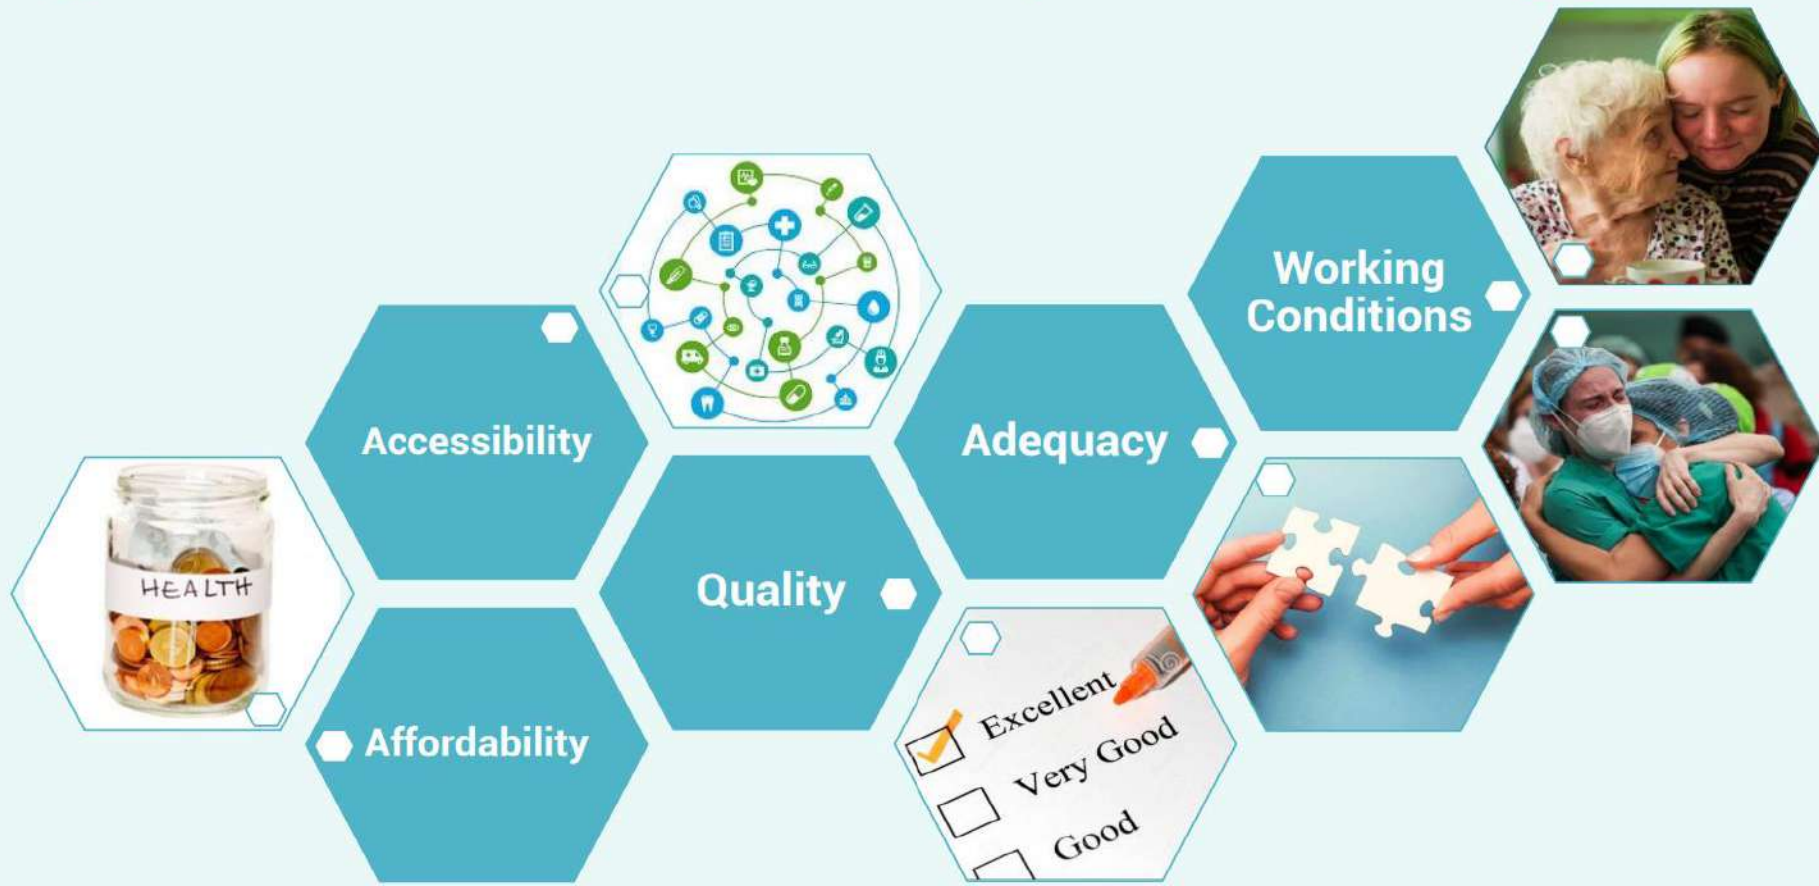 Working
Conditions
Accessibility
Adequacy
HEALTH
Quality
Affordability
Excellent
Very Good
Good